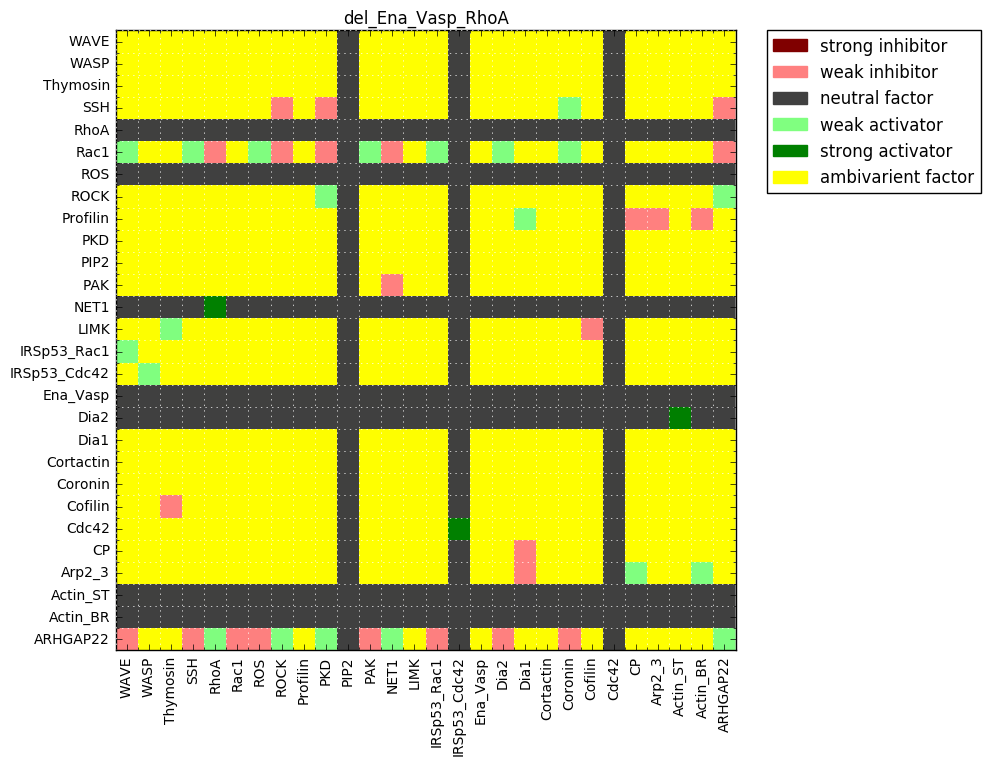 del_Ena_Vasp_RhoA
WAVE
WASP
Thymosin
SSH
RhoA
Rac1
ROS
ROCK
Profilin
PKD
PIP2
PAK
NET1
LIMK
IRSp53_Rac1
IRSp53_Cdc42
Ena_Vasp
Dia2
Dia1
Cortactin
Coronin
Cofilin
Cdc42
CP
Arp2_3
Actin_ST
Actin_BR
ARHGAP22
WAVE
WASP
Thymosin
SSH
RhoA
Rac1
ROS
ROCK
Profilin
PKD
PIP2
PAK
NET1
LIMK
IRSp53_Rac1
IRSp53_Cdc42
Ena_Vasp
Dia2
Dia1
Cortactin
Coronin
Cofilin
Cdc42
CP
Arp2_3
Actin_ST
Actin_BR
ARHGAP22
strong inhibitor
weak inhibitor
neutral factor
weak activator
strong activator
ambivarient factor